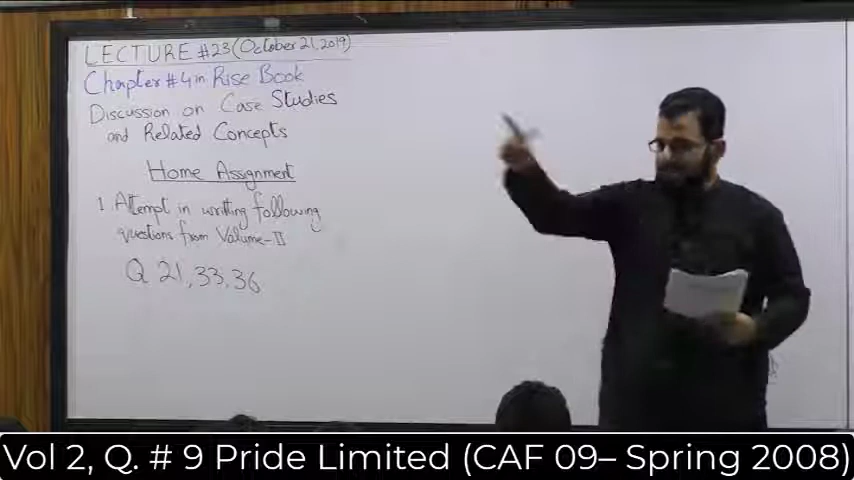 LECTURE #23 (October 21, 2019)
Chapter #4 in Rise Book
Discussion on Case Studies
and Related Concepts
Home Assignment
1. Attempt in writing following
questions from Volume-II
Q 21, 33, 36
Vol 2, Q. # 9 Pride Limited (CAF 09– Spring 2008)